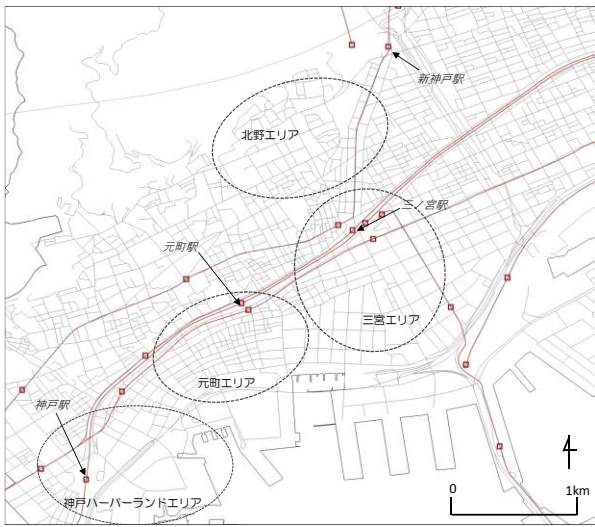 新神戸駅
北野エリア
三ノ宮駅
元町駅
三宮エリア
元町エリア
神戸駅
神戸ハーバーランドエリア
0
1km